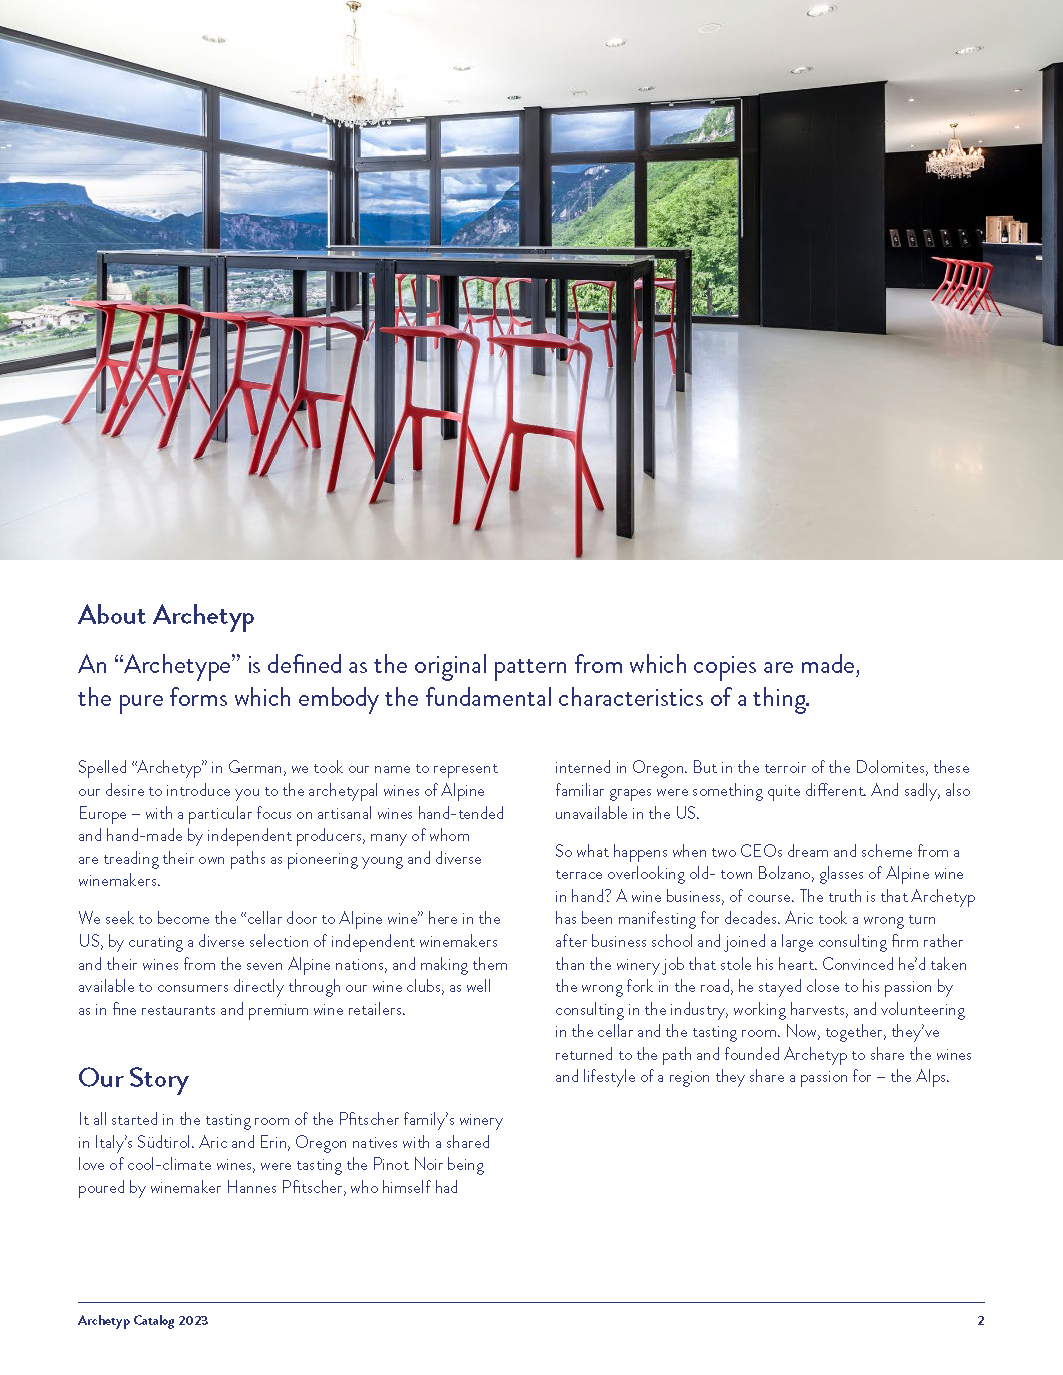 About Archetyp
An “Archetype” is defined as the original pattern from which copies are made,
the pure forms which embody the fundamental characteristics of a thing.
Spelled “Archetyp” in German, we took our name to represent
our desire to introduce you to the archetypal wines of Alpine
Europe – with a particular focus on artisanal wines hand-tended
and hand-made by independent producers, many of whom
are treading their own paths as pioneering young and diverse
winemakers.
We seek to become the “cellar door to Alpine wine” here in the
US, by curating a diverse selection of independent winemakers
and their wines from the seven Alpine nations, and making them
available to consumers directly through our wine clubs, as well
as in fine restaurants and premium wine retailers.
Our Story
It all started in the tasting room of the Pfitscher family’s winery
in Italy’s Südtirol. Aric and Erin, Oregon natives with a shared
love of cool-climate wines, were tasting the Pinot Noir being
poured by winemaker Hannes Pfitscher, who himself had
interned in Oregon. But in the terroir of the Dolomites, these
familiar grapes were something quite different. And sadly, also
unavailable in the US.
So what happens when two CEOs dream and scheme from a
terrace overlooking old- town Bolzano, glasses of Alpine wine
in hand? A wine business, of course. The truth is that Archetyp
has been manifesting for decades. Aric took a wrong turn
after business school and joined a large consulting firm rather
than the winery job that stole his heart. Convinced he’d taken
the wrong fork in the road, he stayed close to his passion by
consulting in the industry, working harvests, and volunteering
in the cellar and the tasting room. Now, together, they’ve
returned to the path and founded Archetyp to share the wines
and lifestyle of a region they share a passion for – the Alps.
Archetyp Catalog 2023
2